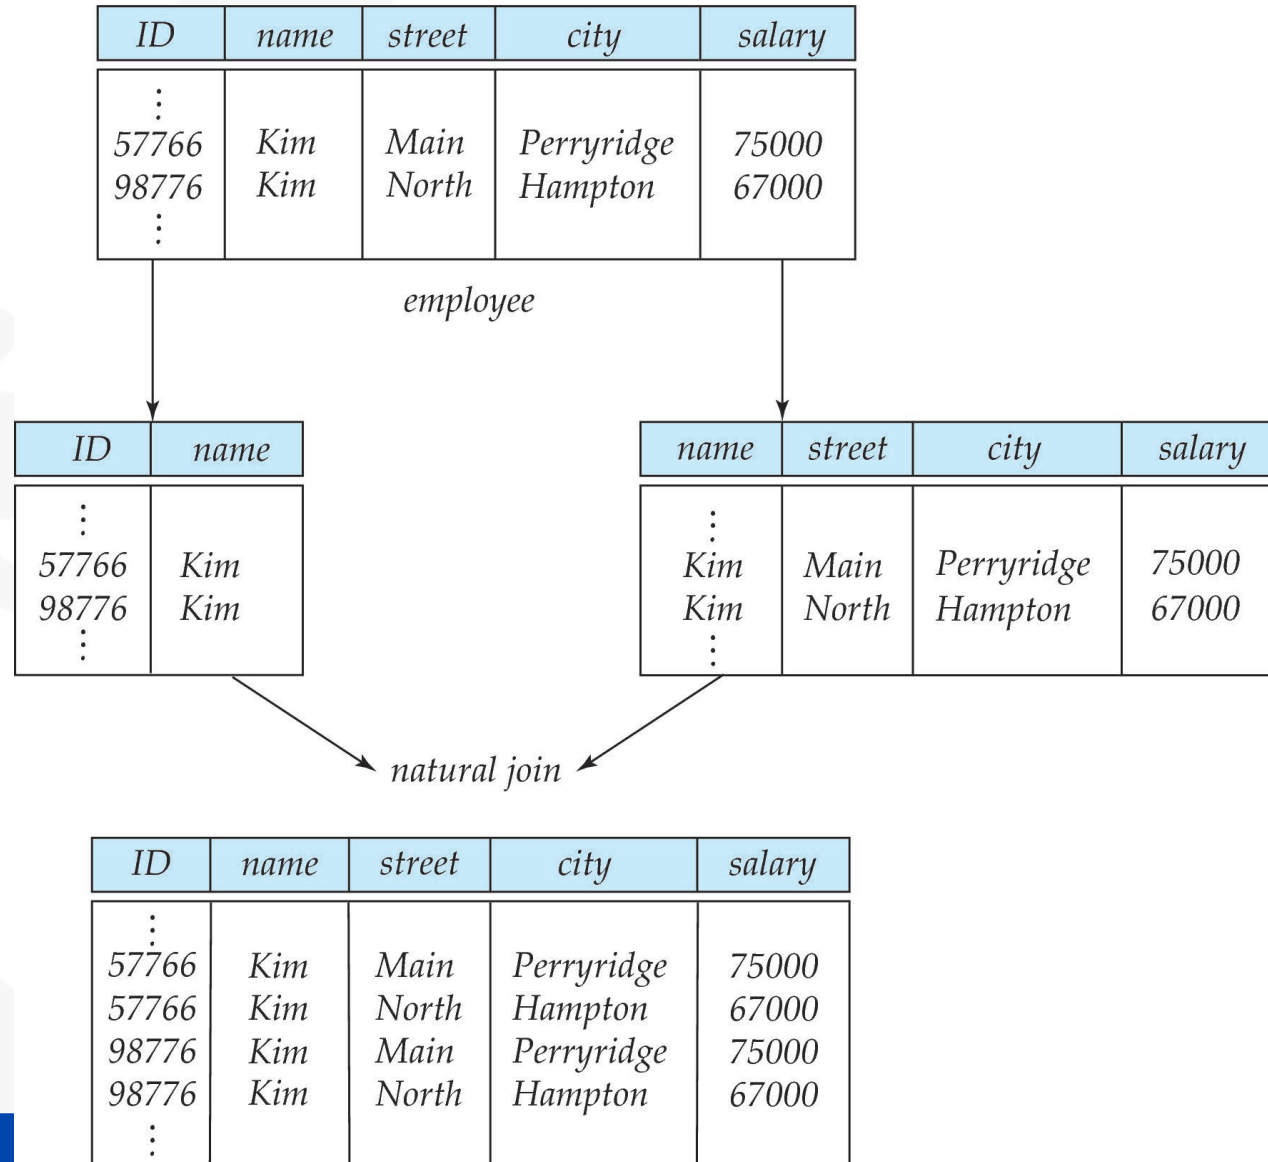 ID name street city salary
⋮
57766 Kim Main Perryridge 75000
98776 Kim North Hampton 67000
⋮
employee
ID name
⋮
57766 Kim
98776 Kim
⋮
name street city salary
⋮
Kim Main Perryridge 75000
Kim North Hampton 67000
⋮
natural join
ID name street city salary
⋮
57766 Kim Main Perryridge 75000
57766 Kim North Hampton 67000
98776 Kim Main Perryridge 75000
98776 Kim North Hampton 67000
⋮